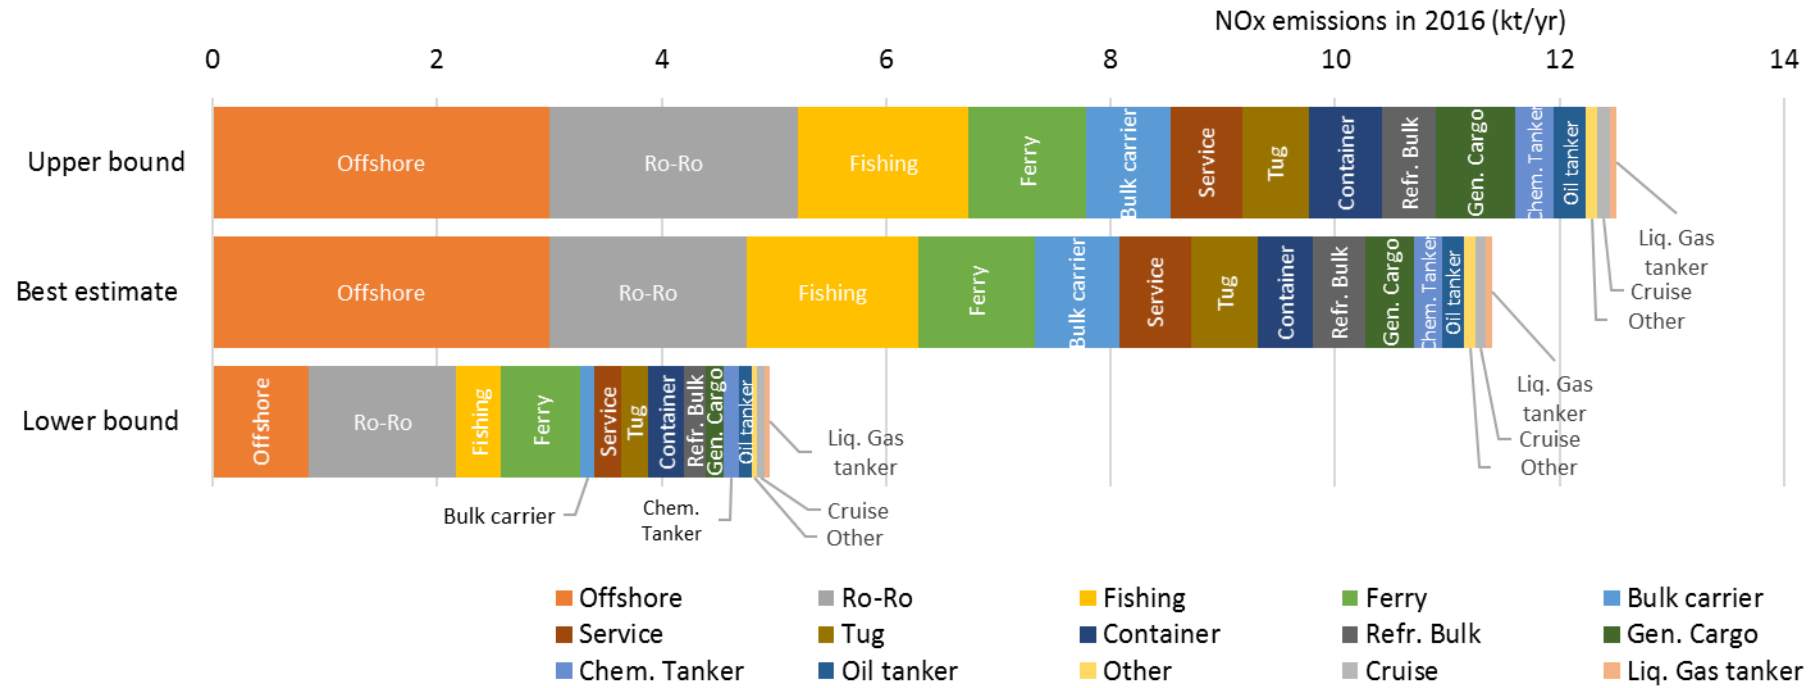 NOx emissions in 2016 (kt/yr)
0 2 4 6 8 10 12 14
Upper bound
Offshore Ro-Ro Fishing Ferry Bulk carrier Service Tug Container Refr. Bulk Gen. Cargo Chem. Tanker Oil tanker
Liq. Gas
tanker
Cruise
Other
Best estimate
Offshore Ro-Ro Fishing Ferry Bulk carrier Service Tug Container Refr. Bulk Gen. Cargo Chem. Tanker Oil tanker
Liq. Gas
tanker
Cruise
Other
Lower bound
Offshore Ro-Ro Fishing Ferry Service Tug Container Refr. Bulk Gen. Cargo Oil tanker
Liq. Gas
tanker
Bulk carrier
Chem.
Tanker
Cruise
Other
Offshore Ro-Ro Fishing Ferry Bulk carrier
Service Tug Container Refr. Bulk Gen. Cargo
Chem. Tanker Oil tanker Other Cruise Liq. Gas tanker